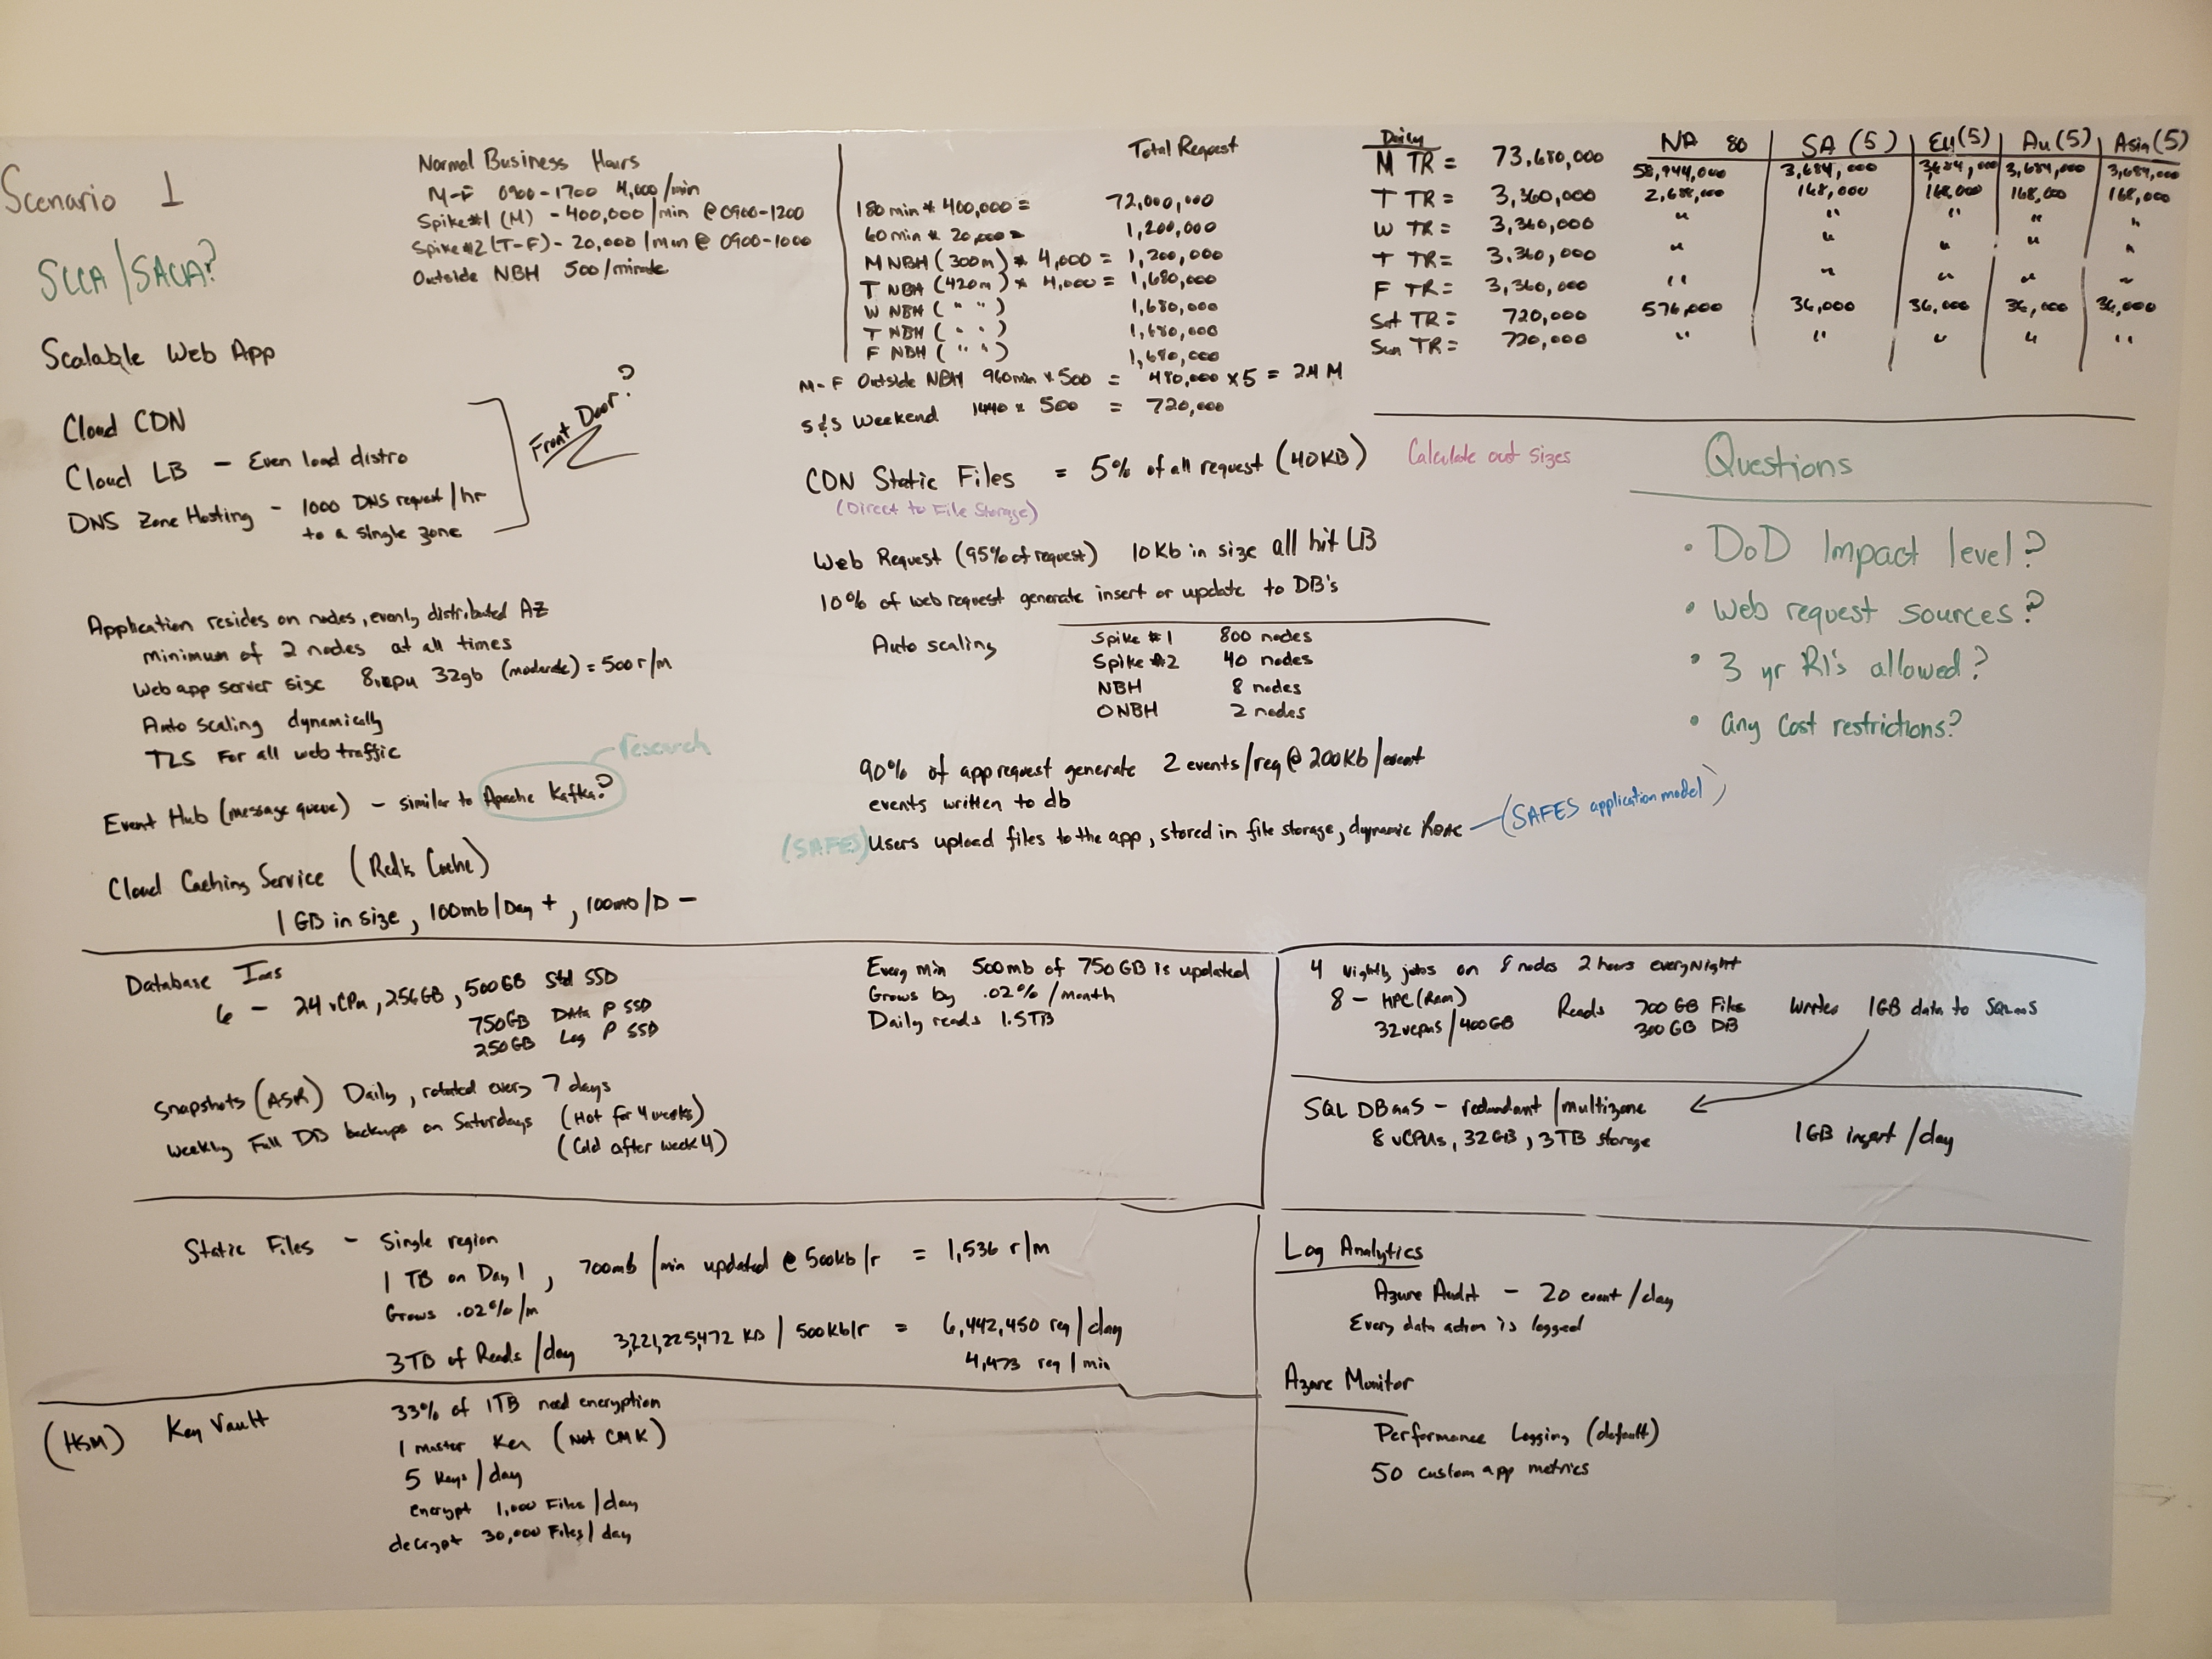 Scenario 1
SCCA/SACA?
Scalable Web App
Cloud CDN
Cloud LB - Even load distro
DNS Zone Hosting - 1000 DNS request/hr
to a single zone
Front Door?
Normal Business Hours
M-F 0900-1700 4,000/min
Spike#1 (M) - 400,000/min @ 0900-1200
Spike#2 (T-F) - 20,000/min @ 0900-1000
Outside NBH 500/minute
Total Request
180 min * 400,000 = 72,000,000
60 min * 20,000 = 1,200,000
M NBH (300m) * 4,000 = 1,200,000
T NBH (420m) * 4,000 = 1,680,000
W NBH ( " " ) 1,680,000
T NBH ( " " ) 1,680,000
F NBH ( " " ) 1,680,000
M-F Outside NBH 960min x 500 = 480,000 x 5 = 2.4 M
S&S Weekend 1440 x 500 = 720,000
Daily NA 80 | SA (5) | EU (5) | Au (5) | Asia (5)
M TR = 73,680,000 58,944,000 3,684,000 3,684,000 3,684,000 3,684,000
T TR = 3,360,000 2,688,000 168,000 168,000 168,000 168,000
W TR = 3,360,000 " " " " "
T TR = 3,360,000 " " " " "
F TR = 3,360,000 " " " " "
Sat TR = 720,000 576,000 36,000 36,000 36,000 36,000
Sun TR = 720,000 " " " " "
CDN Static Files = 5% of all request (40KB) Calculate out sizes
(Direct to File Storage)
Web Request (95% of request) 10Kb in size all hit LB
10% of web request generate insert or update to DB's
Auto scaling
Spike #1 800 nodes
Spike #2 40 nodes
NBH 8 nodes
ONBH 2 nodes
90% of app request generate 2 events/req @ 200Kb/event
events written to db
(SAFES) Users upload files to the app, stored in file storage, dynamic - (SAFES application model)
Questions
• DoD Impact level?
• Web request sources?
• 3 yr RI's allowed?
• any cost restrictions?
Application resides on nodes, evenly distributed AZ
minimum of 2 nodes at all times
Web app server size 8vcpu 32gb (moderate) = 500 r/m
Auto scaling dynamically
TLS For all web traffic
Event Hub (message queue) - similar to Apache Kafka?
research
Cloud Caching Service (Redis Cache)
1 GB in size, 100mb/Day +, 100mb/D -
Database Iaas
6 - 24 vCPU, 256GB, 500GB Std SSD
750GB Data P SSD
250GB Log P SSD
Snapshots (ASR) Daily, rotated every 7 days
Weekly Full DB backups on Saturdays (Hot for 4 weeks)
(Cold after week 4)
Every min 500mb of 750GB is updated
Grows by .02%/month
Daily reads 1.5TB
4 Nightly jobs on 8 nodes 2 hours every Night
8 - HPC (Ram)
32vcpus/400GB
Reads 700 GB Files
300 GB DB
Writes 1GB data to SQLaaS
SQL DBaaS - redundant/multizone
8 vCPUs, 32GB, 3TB storage
1GB insert/day
Static Files - Single region
1 TB on Day 1, 700mb/min updated @ 500kb/r = 1,536 r/m
Grows .02%/m
3TB of Reads/day 3,221,225,472 KB / 500Kb/r = 6,442,450 req/day
4,473 req/min
Log Analytics
Azure Audit - 20 event/day
Every data action is logged
Azure Monitor
Performance Logging (default)
50 custom app metrics
(HSM) Key Vault
33% of 1TB need encryption
1 master Key (Not CMK)
5 Keys/day
encrypt 1,000 Files/day
decrypt 30,000 Files/day